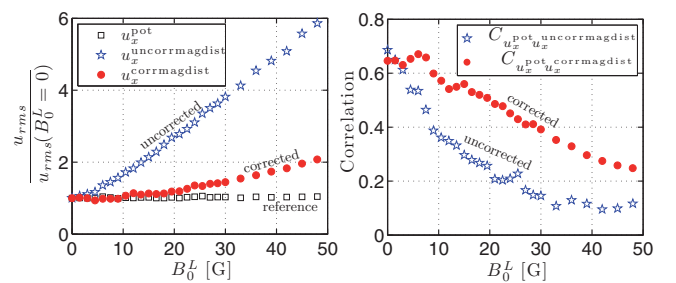 u_rms / u_rms(B_0^L = 0)
6
4
2
0
□ u_x^pot
☆ u_x^uncorrmagdist
● u_x^corrmagdist
uncorrected
corrected
reference
0 10 20 30 40 50
B_0^L [G]
Correlation
0.8
0.6
0.4
0.2
0
☆ C_{u_x^pot u_x^uncorrmagdist}
● C_{u_x^pot u_x^corrmagdist}
corrected
uncorrected
0 10 20 30 40 50
B_0^L [G]